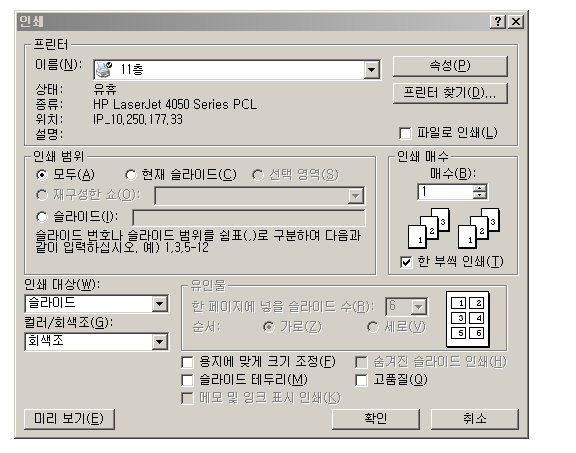 인쇄
프린터
이름(N): 11층 속성(P)
상태: 유휴 프린터 찾기(D)...
종류: HP LaserJet 4050 Series PCL
위치: IP_10,250,177,33
설명: 파일로 인쇄(L)
인쇄 범위
모두(A) 현재 슬라이드(C) 선택 영역(S)
재구성한 쇼(O):
슬라이드(I):
슬라이드 번호나 슬라이드 범위를 쉼표(,)로 구분하여 다음과
같이 입력하십시오. 예) 1,3,5-12
인쇄 매수
매수(B):
1
1 2 3 1 2 3
한 부씩 인쇄(T)
인쇄 대상(W):
슬라이드
컬러/회색조(G):
회색조
유인물
한 페이지에 넣을 슬라이드 수(R): 6
순서: 가로(Z) 세로(V)
1 2
3 4
5 6
용지에 맞게 크기 조정(F) 숨겨진 슬라이드 인쇄(H)
슬라이드 테두리(M) 고품질(Q)
메모 및 잉크 표시 인쇄(K)
미리 보기(E) 확인 취소